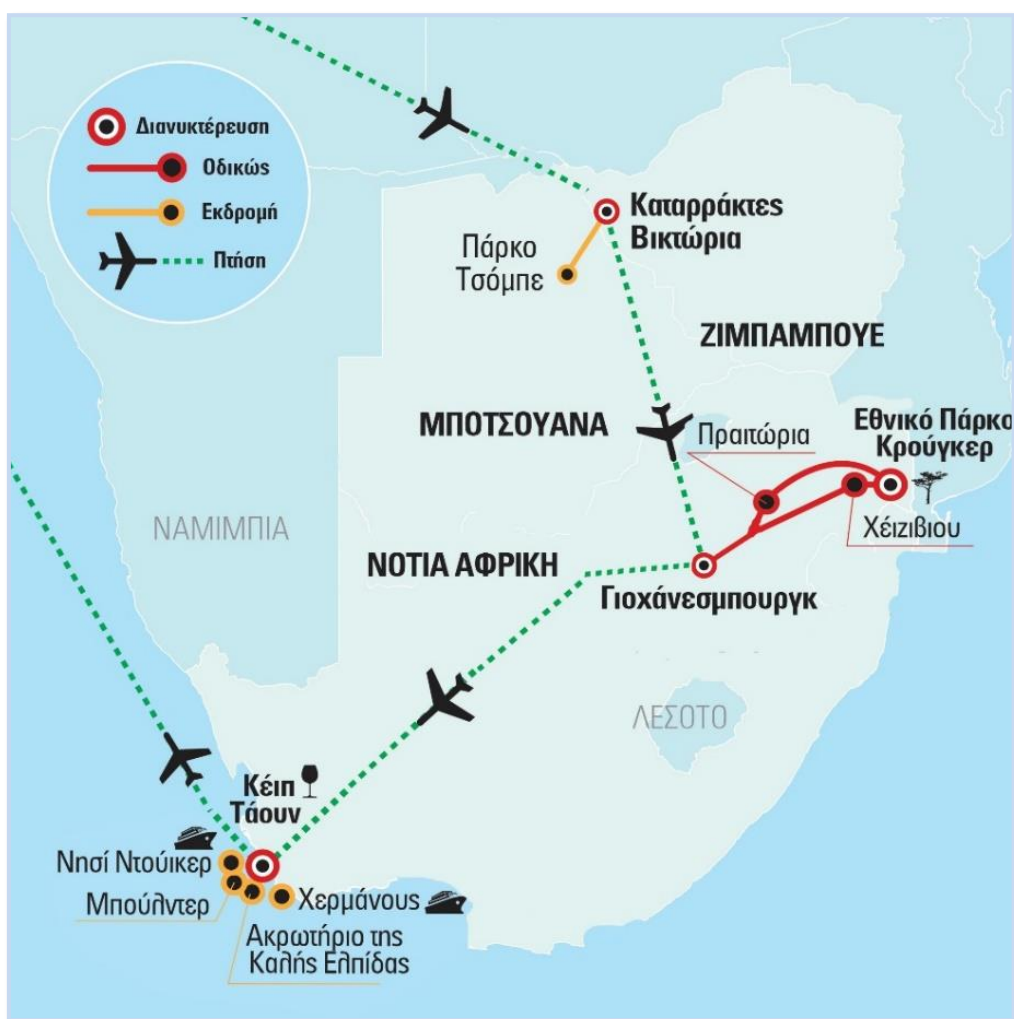 Διανυκτέρευση
Οδικώς
Εκδρομή
Πτήση
Καταρράκτες
Βικτώρια
Πάρκο
Τσόμπε
ΖΙΜΠΑΜΠΟΥΕ
ΜΠΟΤΣΟΥΑΝΑ
Πραιτώρια
Εθνικό Πάρκο
Κρούγκερ
Χέιζιβιου
ΝΑΜΙΜΠΙΑ
ΝΟΤΙΑ ΑΦΡΙΚΗ
Γιοχάνεσμπουργκ
ΛΕΣΟΤΟ
Κέιπ
Τάουν
Νησί Ντούικερ
Μπούλντερ
Χερμάνους
Ακρωτήριο της
Καλής Ελπίδας